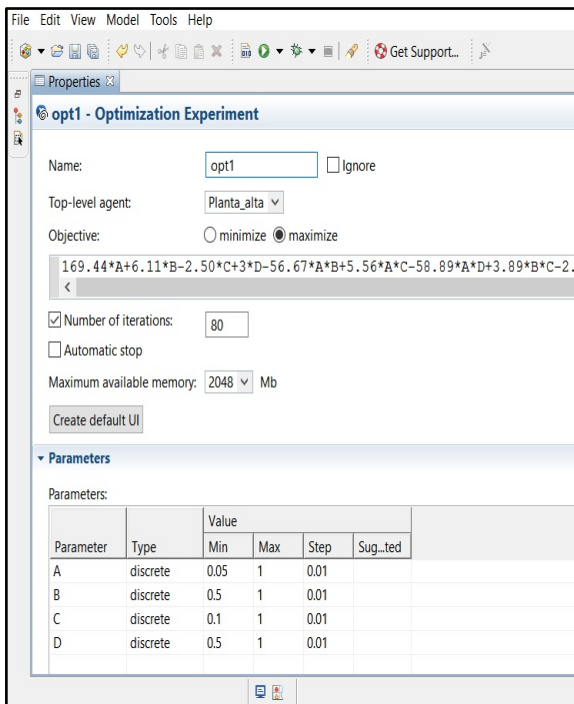 File Edit View Model Tools Help
Get Support...
Properties
opt1 - Optimization Experiment
Name: opt1 Ignore
Top-level agent: Planta_alta
Objective: minimize maximize
169.44*A+6.11*B-2.50*C+3*D-56.67*A*B+5.56*A*C-58.89*A*D+3.89*B*C-2.
Number of iterations: 80
Automatic stop
Maximum available memory: 2048 Mb
Create default UI
Parameters
Parameters:
Value
Parameter Type Min Max Step Sug...ted
A discrete 0.05 1 0.01
B discrete 0.5 1 0.01
C discrete 0.1 1 0.01
D discrete 0.5 1 0.01